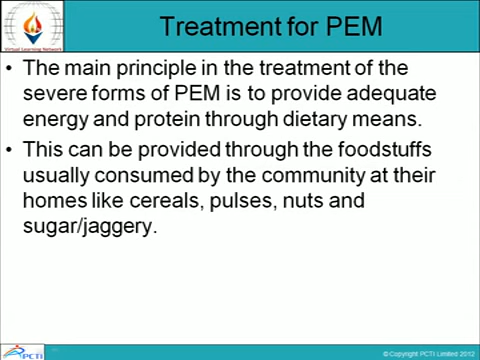 Treatment for PEM
Virtual Learning Network
• The main principle in the treatment of the
severe forms of PEM is to provide adequate
energy and protein through dietary means.
• This can be provided through the foodstuffs
usually consumed by the community at their
homes like cereals, pulses, nuts and
sugar/jaggery.
PCTI
© Copyright PCTI Limited 2012